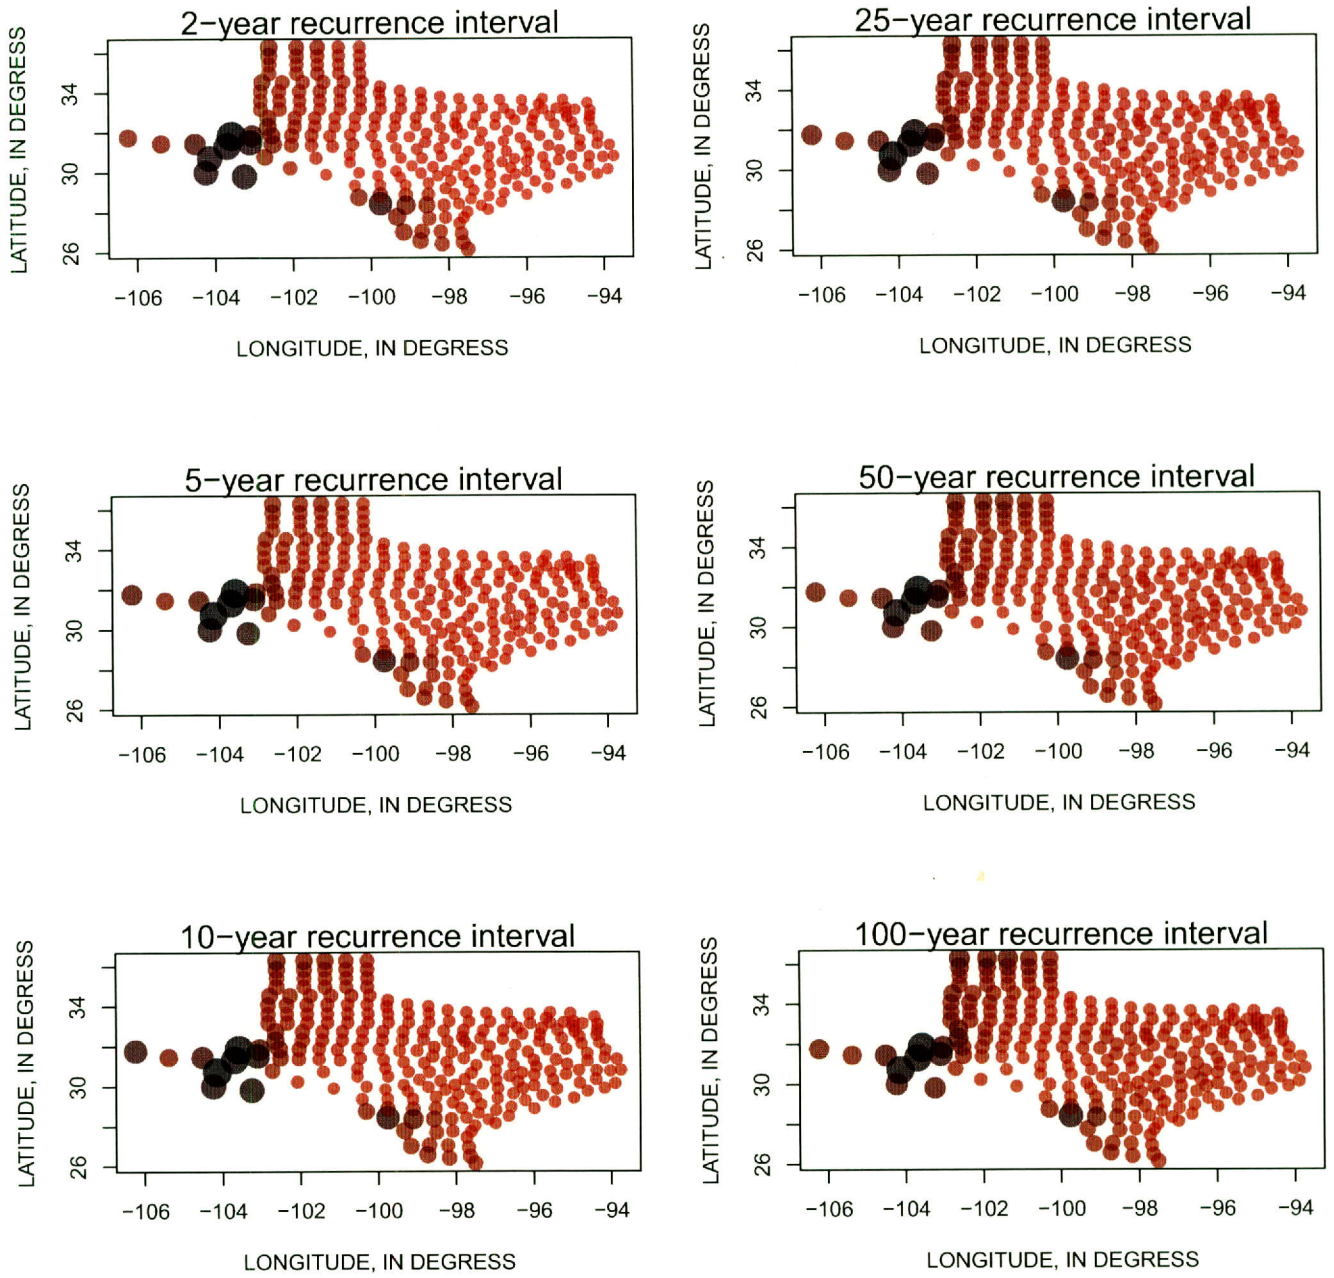 2−year recurrence interval
LATITUDE, IN DEGREES
34
30
26
−106 −104 −102 −100 −98 −96 −94
LONGITUDE, IN DEGRESS
25−year recurrence interval
LATITUDE, IN DEGREES
34
30
26
−106 −104 −102 −100 −98 −96 −94
LONGITUDE, IN DEGRESS
5−year recurrence interval
LATITUDE, IN DEGREES
34
30
26
−106 −104 −102 −100 −98 −96 −94
LONGITUDE, IN DEGRESS
50−year recurrence interval
LATITUDE, IN DEGREES
34
30
26
−106 −104 −102 −100 −98 −96 −94
LONGITUDE, IN DEGRESS
10−year recurrence interval
LATITUDE, IN DEGREES
34
30
26
−106 −104 −102 −100 −98 −96 −94
LONGITUDE, IN DEGRESS
100−year recurrence interval
LATITUDE, IN DEGREES
34
30
26
−106 −104 −102 −100 −98 −96 −94
LONGITUDE, IN DEGRESS